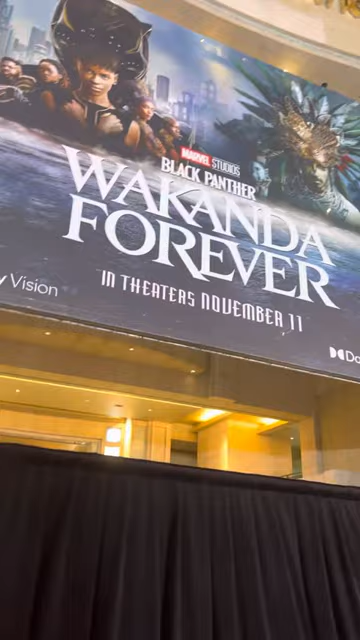 MARVEL STUDIOS
BLACK PANTHER
WAKANDA
FOREVER
IN THEATERS NOVEMBER 11
Vision